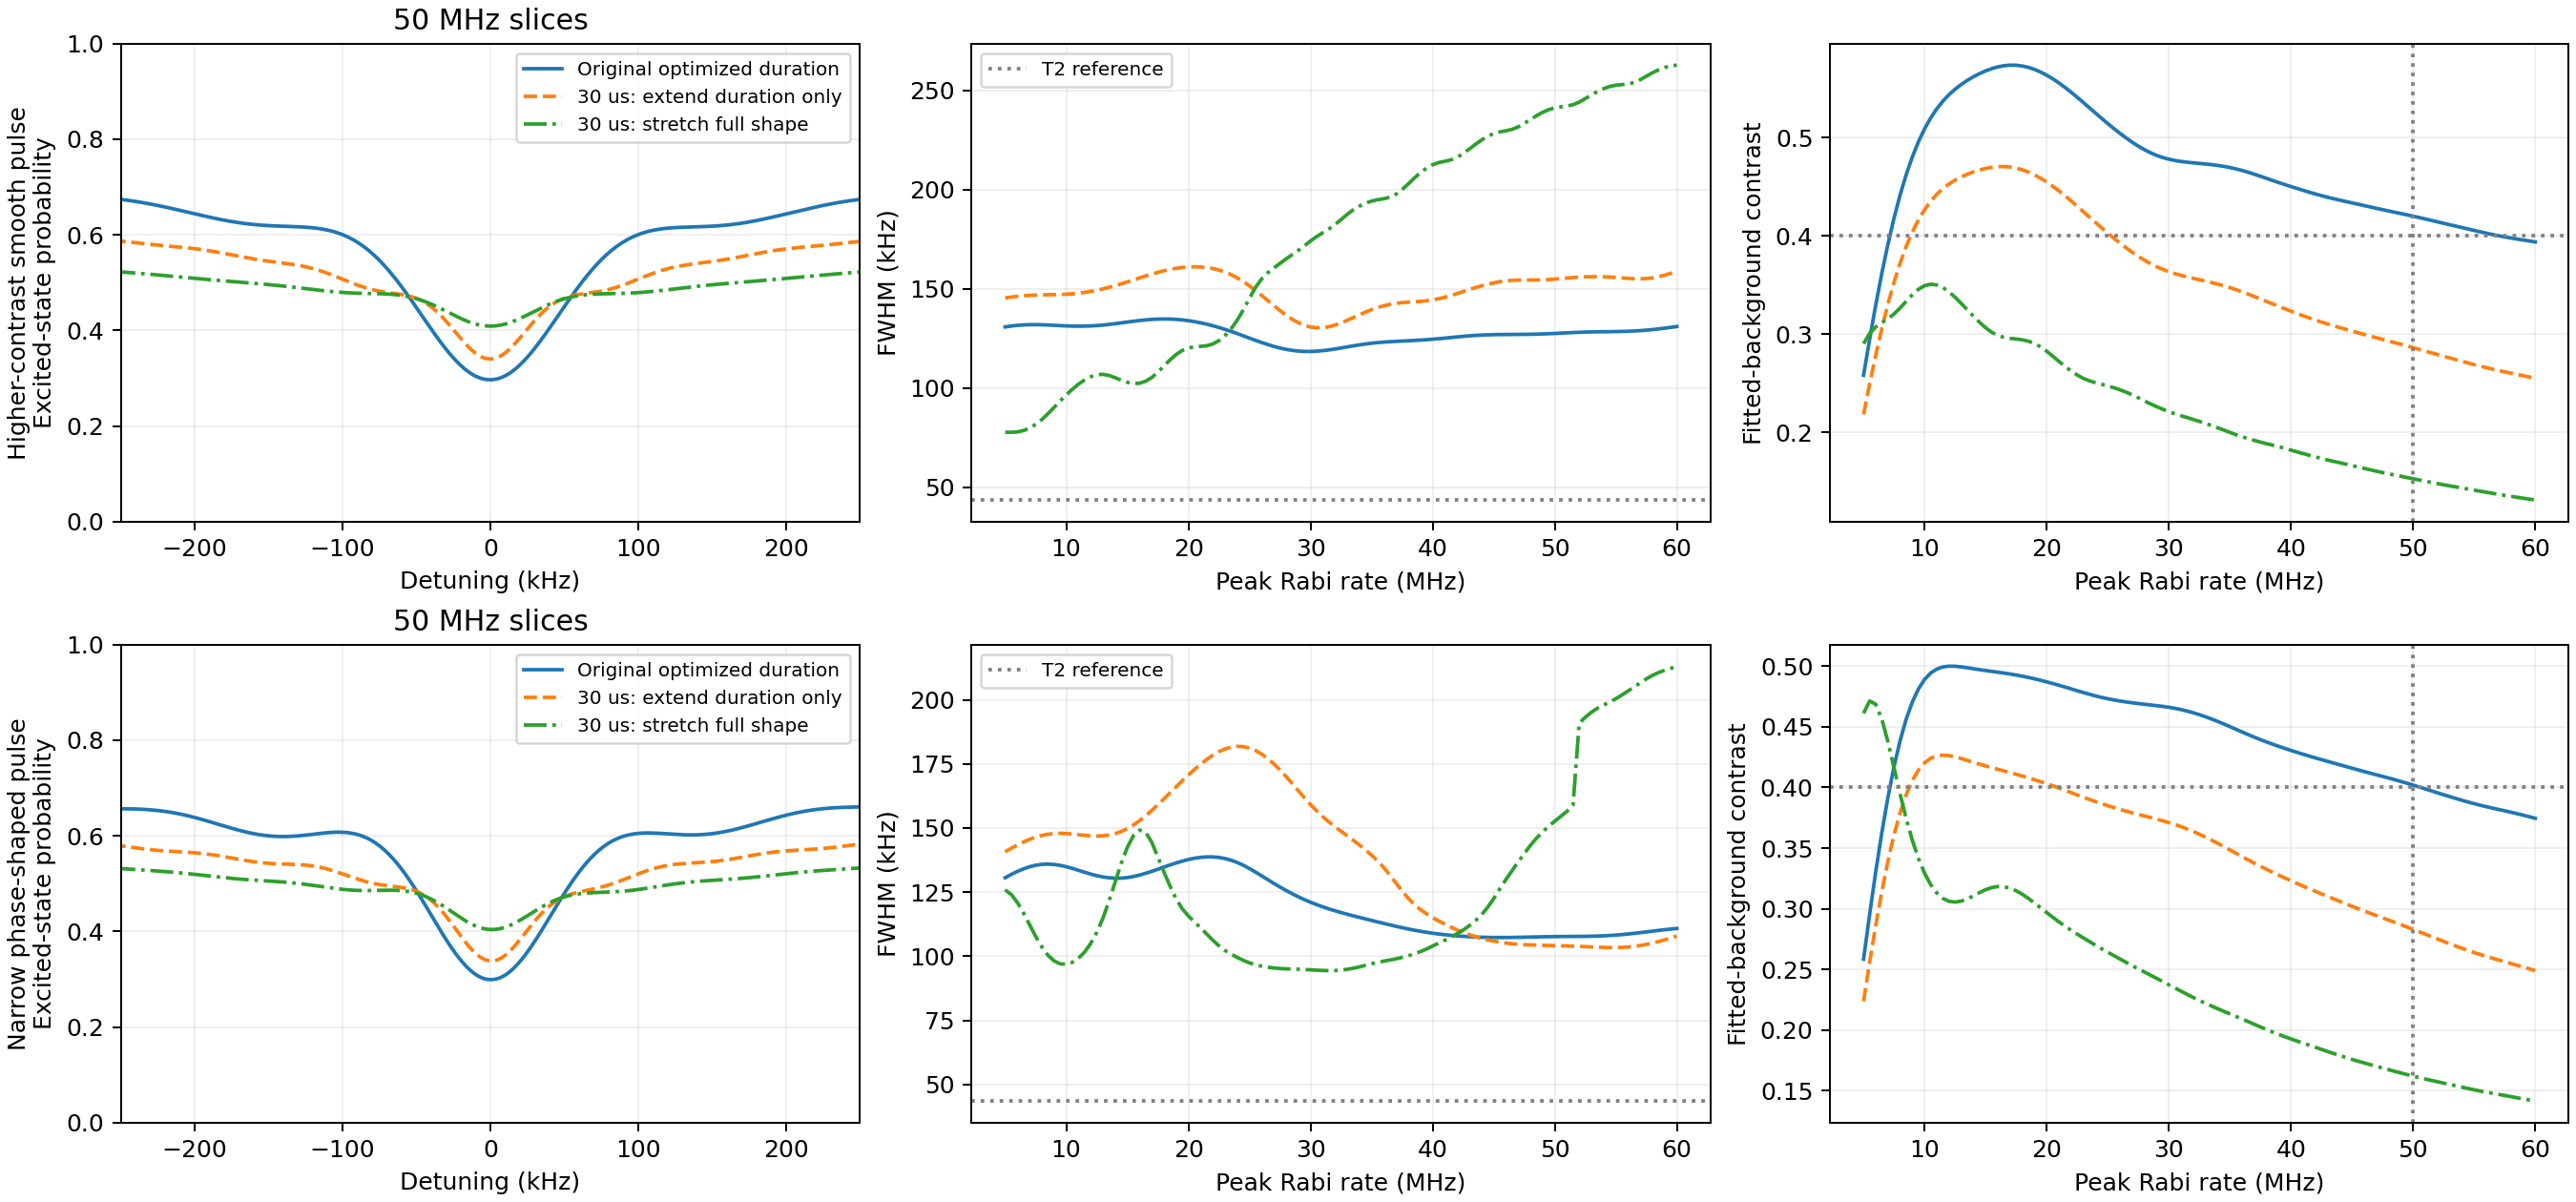 50 MHz slices
Higher-contrast smooth pulse
Excited-state probability
1.0
0.8
0.6
0.4
0.2
0.0
Original optimized duration
30 us: extend duration only
30 us: stretch full shape
−200 −100 0 100 200
Detuning (kHz)
FWHM (kHz)
250
200
150
100
50
T2 reference
10 20 30 40 50 60
Peak Rabi rate (MHz)
Fitted-background contrast
0.5
0.4
0.3
0.2
10 20 30 40 50 60
Peak Rabi rate (MHz)
50 MHz slices
Narrow phase-shaped pulse
Excited-state probability
1.0
0.8
0.6
0.4
0.2
0.0
Original optimized duration
30 us: extend duration only
30 us: stretch full shape
−200 −100 0 100 200
Detuning (kHz)
FWHM (kHz)
200
175
150
125
100
75
50
T2 reference
10 20 30 40 50 60
Peak Rabi rate (MHz)
Fitted-background contrast
0.50
0.45
0.40
0.35
0.30
0.25
0.20
0.15
10 20 30 40 50 60
Peak Rabi rate (MHz)